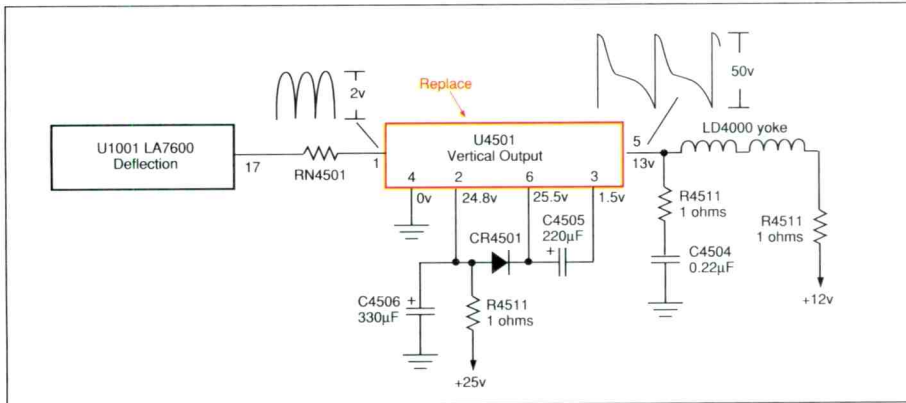 Replace
2v
50v
U1001 LA7600
Deflection
17
RN4501
1
U4501
Vertical Output
5
13v
LD4000 yoke
4
2
6
3
0v
24.8v
25.5v
1.5v
C4505
220µF
+
CR4501
R4511
1 ohms
C4504
0.22µF
R4511
1 ohms
+12v
C4506
330µF
+
R4511
1 ohms
+25v